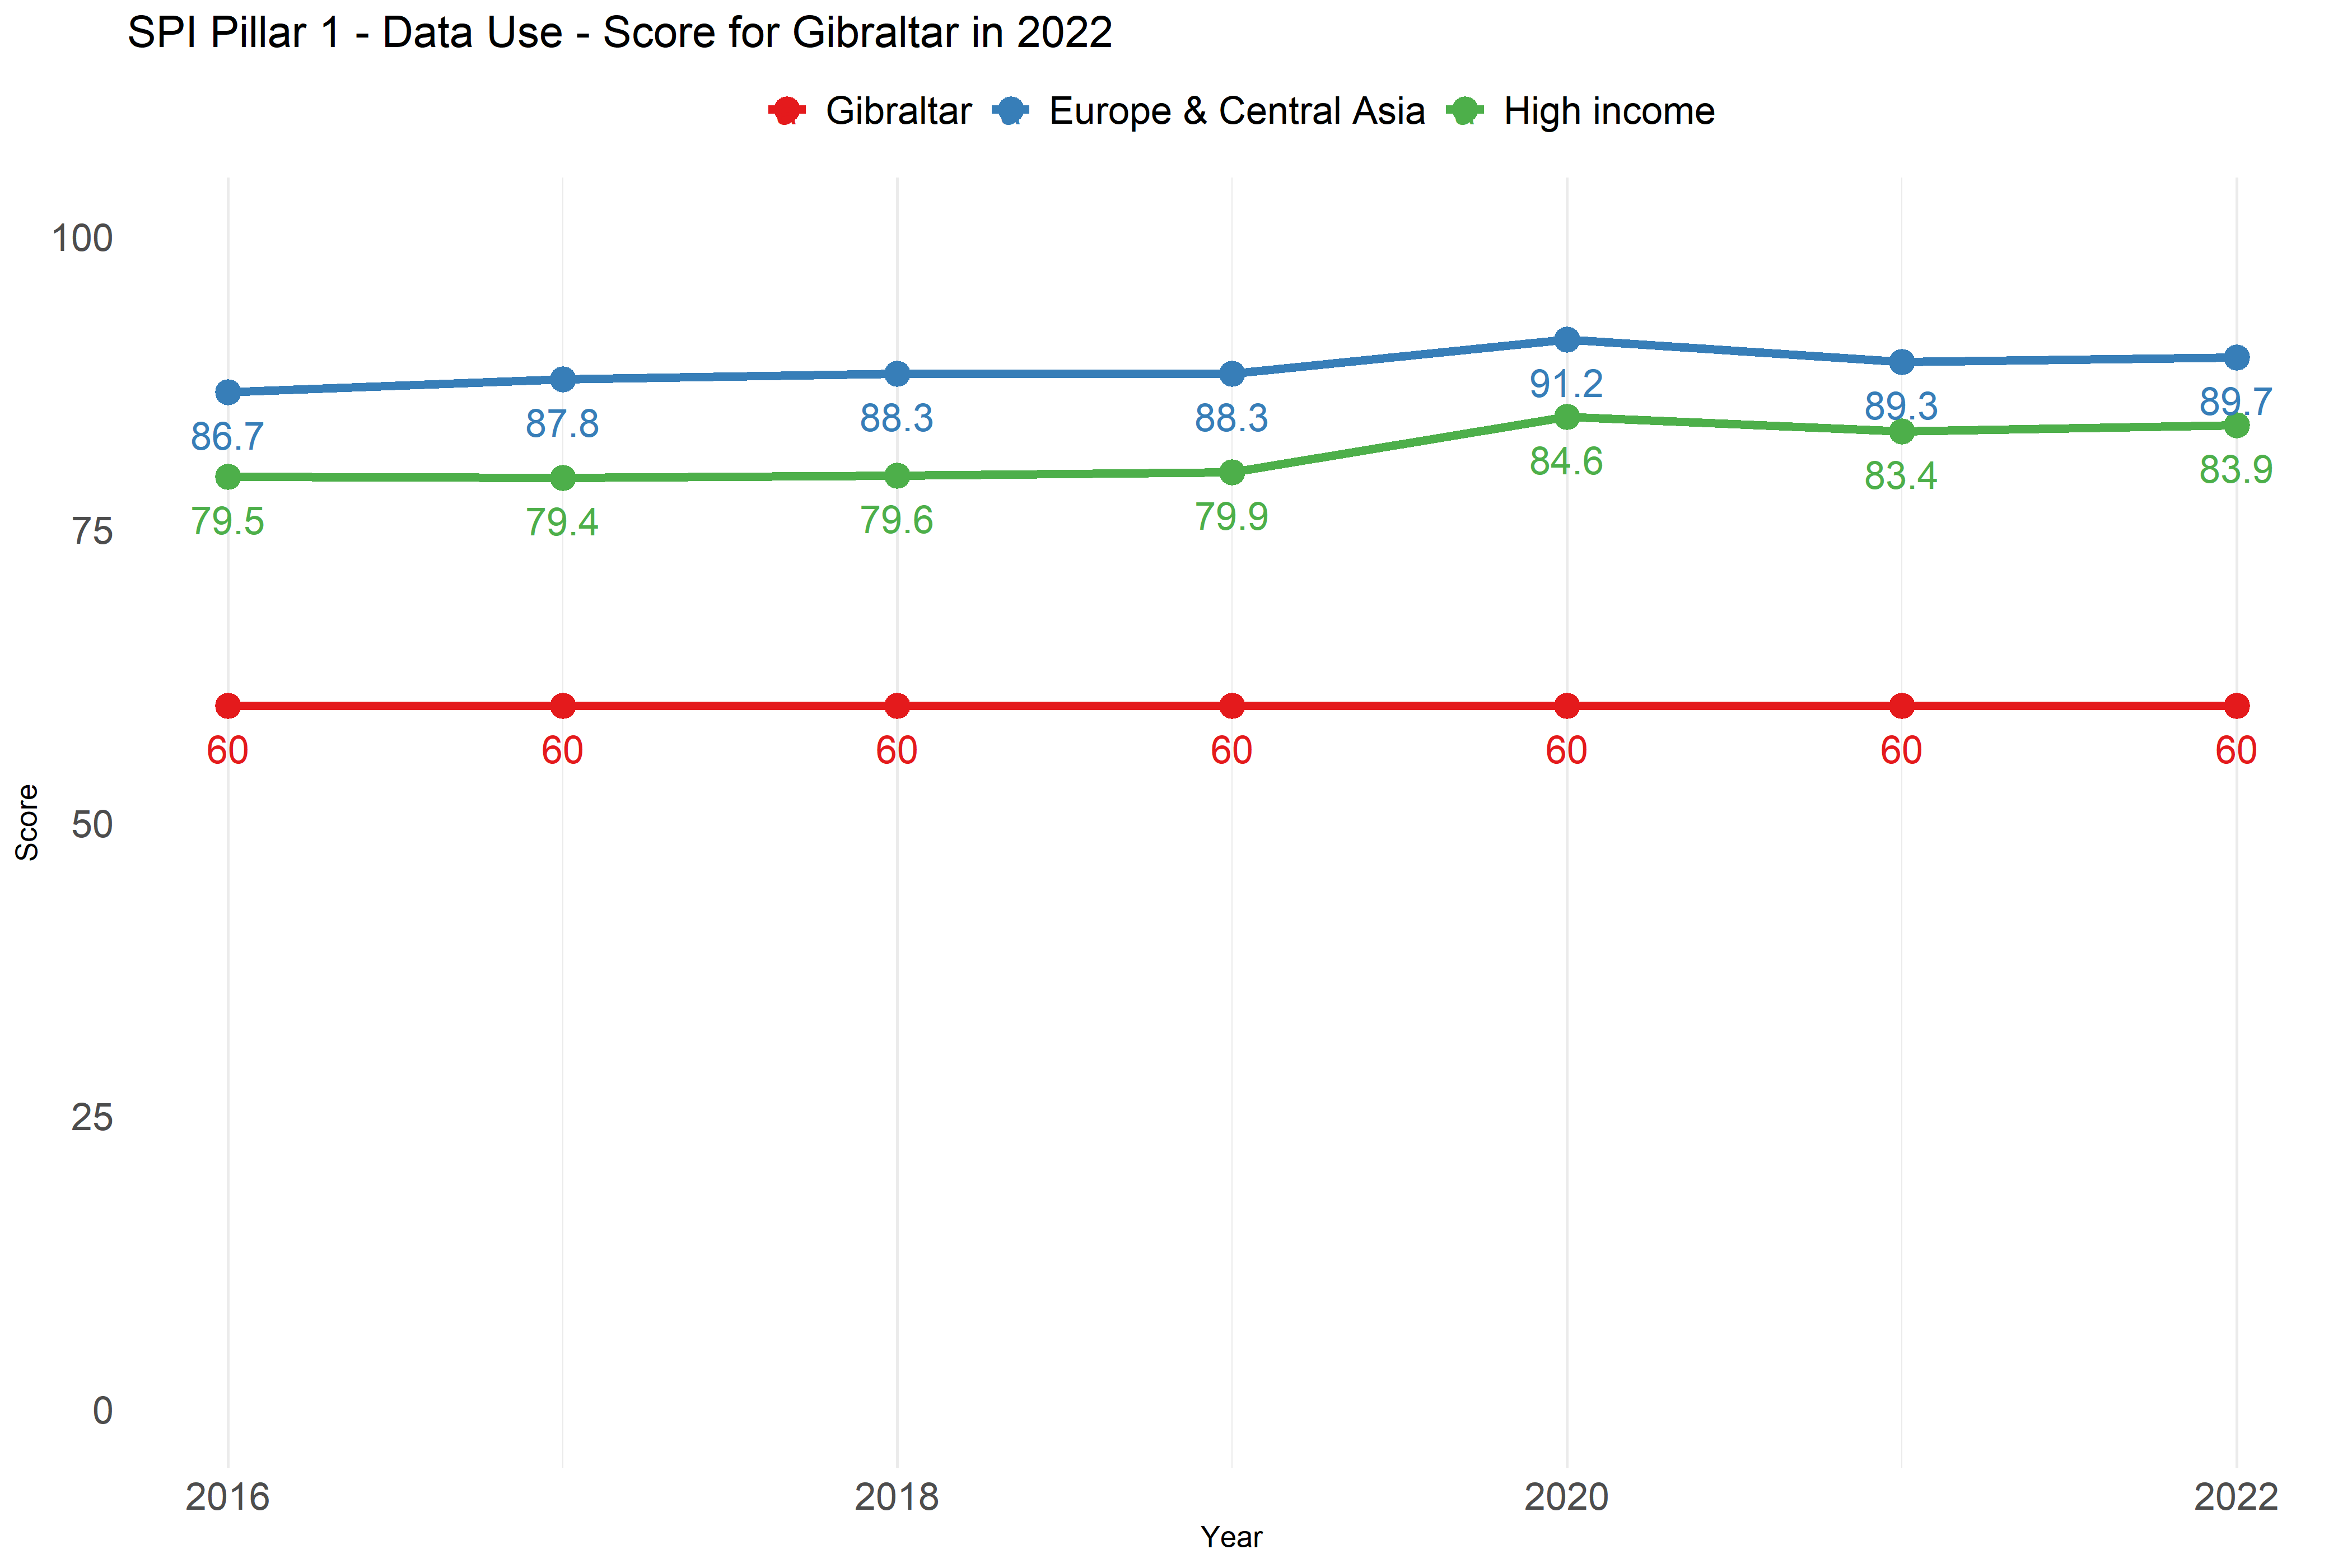 SPI Pillar 1 - Data Use - Score for Gibraltar in 2022
Gibraltar Europe & Central Asia High income
100
75
50
25
0
Score
86.7 87.8 88.3 88.3 91.2 89.3 89.7
79.5 79.4 79.6 79.9 84.6 83.4 83.9
60 60 60 60 60 60 60
2016 2018 2020 2022
Year